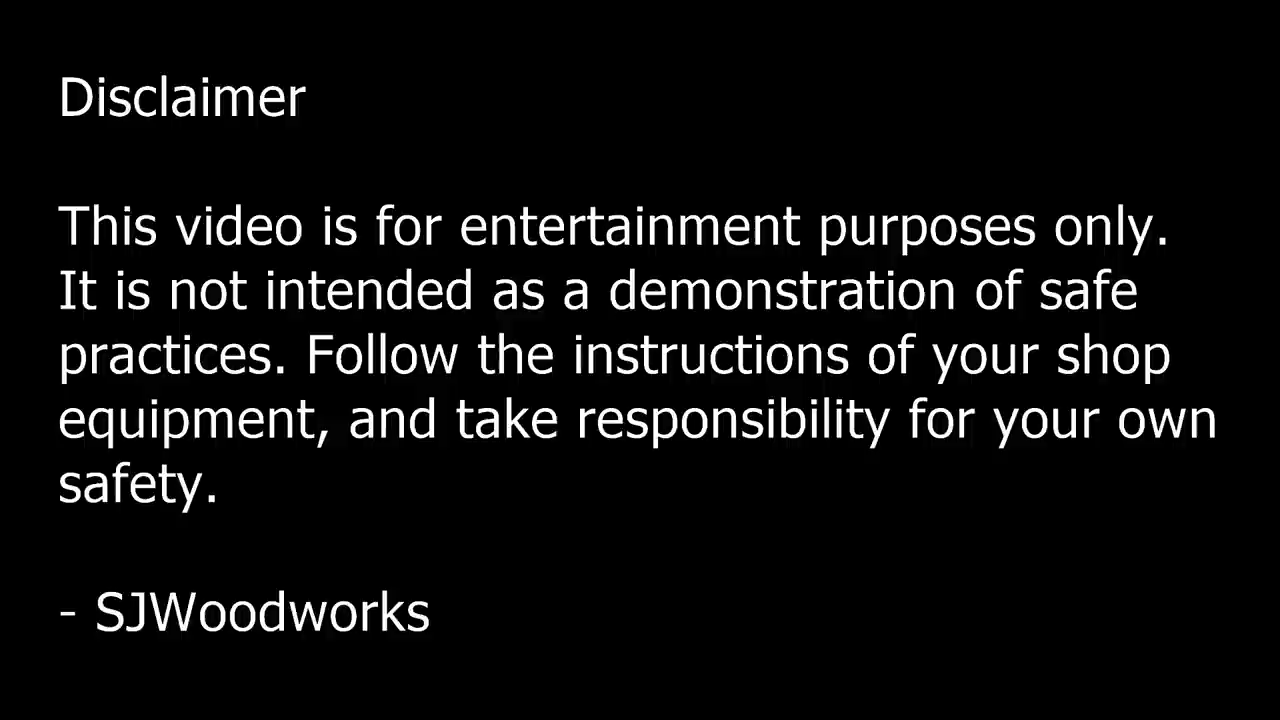 Disclaimer
This video is for entertainment purposes only.
It is not intended as a demonstration of safe
practices. Follow the instructions of your shop
equipment, and take responsibility for your own
safety.
- SJWoodworks